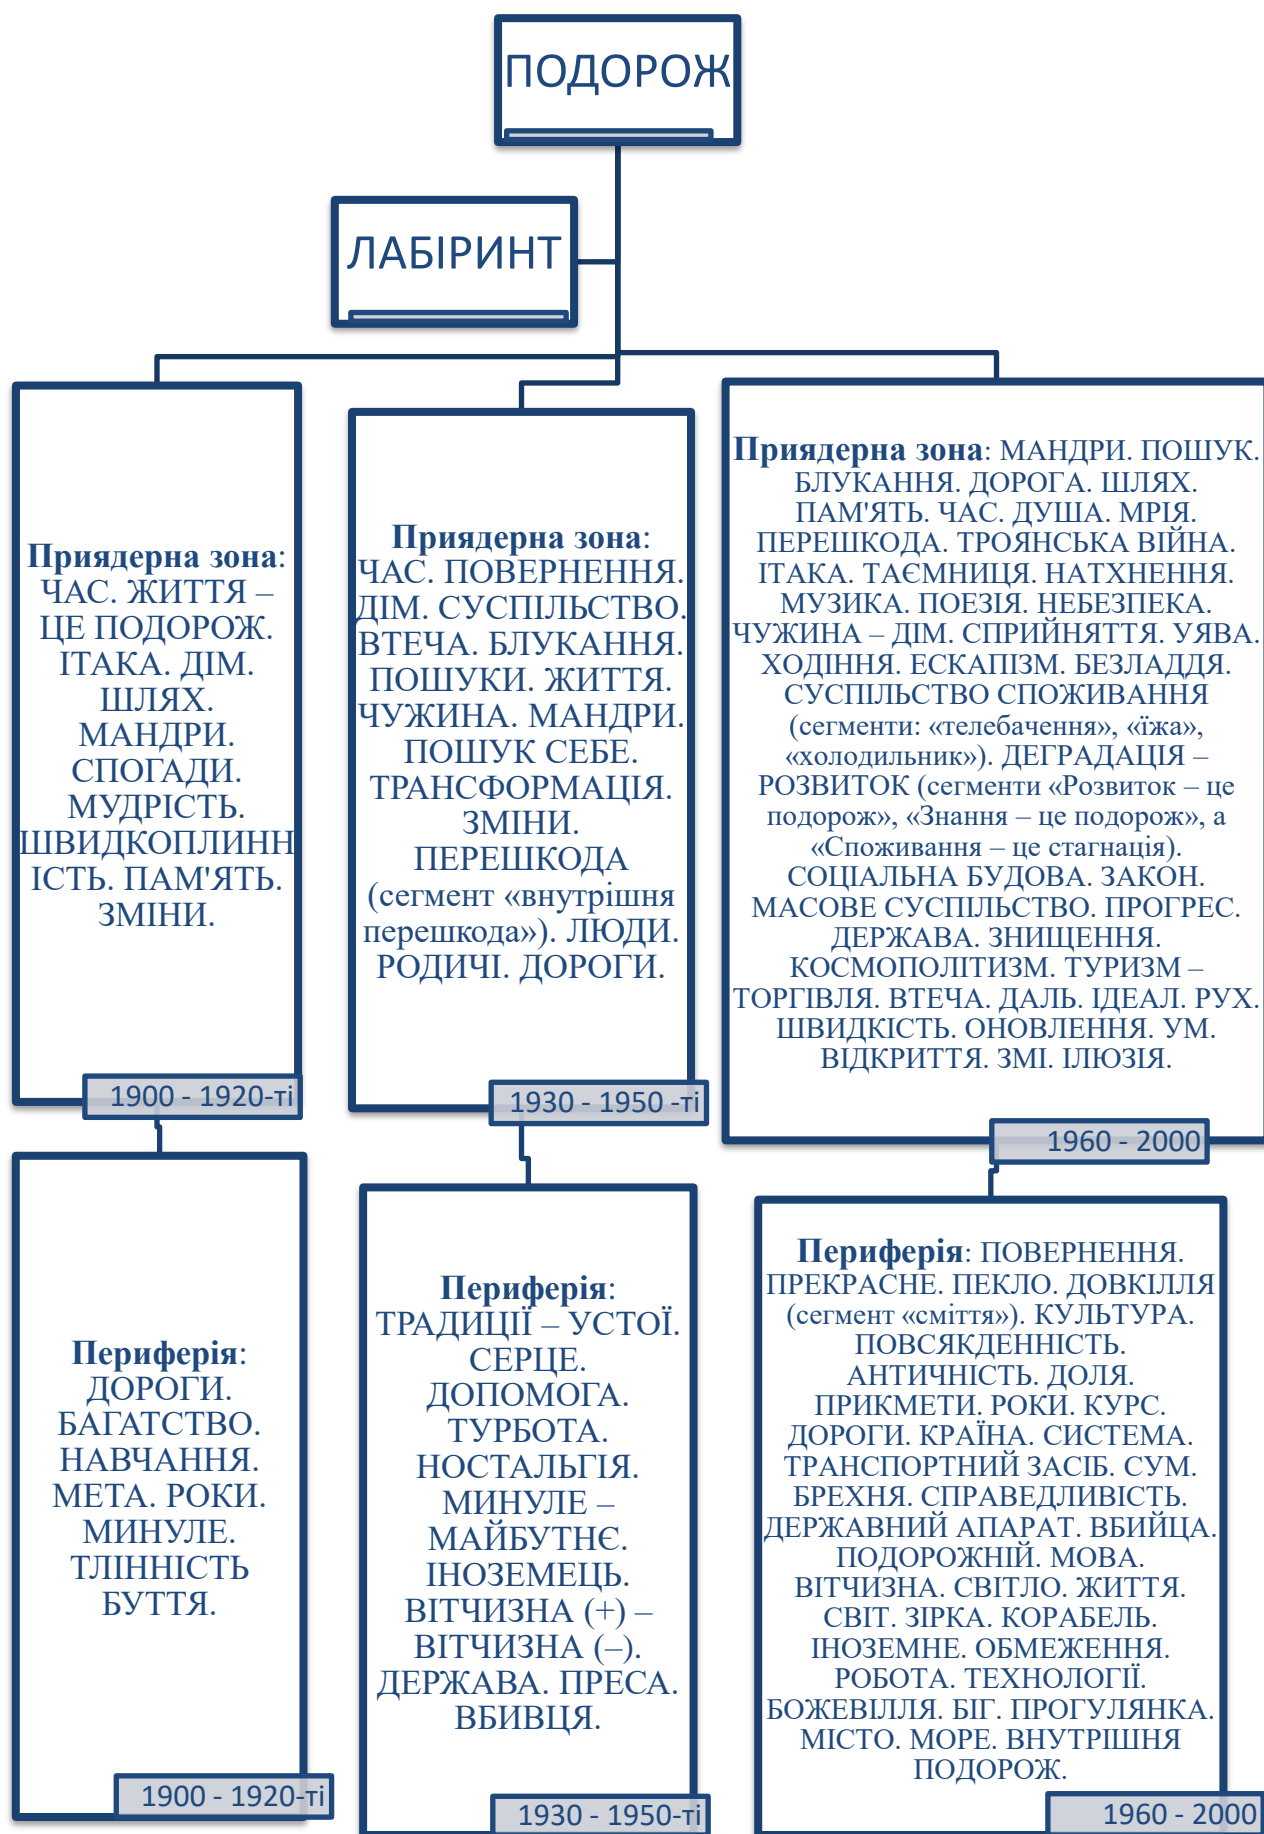 ПОДОРОЖ
ЛАБІРИНТ
Приядерна зона:
ЧАС. ЖИТТЯ –
ЦЕ ПОДОРОЖ.
ІТАКА. ДІМ.
ШЛЯХ.
МАНДРИ.
СПОГАДИ.
МУДРІСТЬ.
ШВИДКОПЛИНН
ІСТЬ. ПАМ'ЯТЬ.
ЗМІНИ.
1900 - 1920-ті
Приядерна зона:
ЧАС. ПОВЕРНЕННЯ.
ДІМ. СУСПІЛЬСТВО.
ВТЕЧА. БЛУКАННЯ.
ПОШУКИ. ЖИТТЯ.
ЧУЖИНА. МАНДРИ.
ПОШУК СЕБЕ.
ТРАНСФОРМАЦІЯ.
ЗМІНИ.
ПЕРЕШКОДА
(сегмент «внутрішня
перешкода»). ЛЮДИ.
РОДИЧІ. ДОРОГИ.
1930 - 1950 -ті
Приядерна зона: МАНДРИ. ПОШУК.
БЛУКАННЯ. ДОРОГА. ШЛЯХ.
ПАМ'ЯТЬ. ЧАС. ДУША. МРІЯ.
ПЕРЕШКОДА. ТРОЯНСЬКА ВІЙНА.
ІТАКА. ТАЄМНИЦЯ. НАТХНЕННЯ.
МУЗИКА. ПОЕЗІЯ. НЕБЕЗПЕКА.
ЧУЖИНА – ДІМ. СПРИЙНЯТТЯ. УЯВА.
ХОДІННЯ. ЕСКАПІЗМ. БЕЗЛАДДЯ.
СУСПІЛЬСТВО СПОЖИВАННЯ
(сегменти: «телебачення», «їжа»,
«холодильник»). ДЕГРАДАЦІЯ –
РОЗВИТОК (сегменти «Розвиток – це
подорож», «Знання – це подорож», а
«Споживання – це стагнація).
СОЦІАЛЬНА БУДОВА. ЗАКОН.
МАСОВЕ СУСПІЛЬСТВО. ПРОГРЕС.
ДЕРЖАВА. ЗНИЩЕННЯ.
КОСМОПОЛІТИЗМ. ТУРИЗМ –
ТОРГІВЛЯ. ВТЕЧА. ДАЛЬ. ІДЕАЛ. РУХ.
ШВИДКІСТЬ. ОНОВЛЕННЯ. УМ.
ВІДКРИТТЯ. ЗМІ. ІЛЮЗІЯ.
1960 - 2000
Периферія:
ДОРОГИ.
БАГАТСТВО.
НАВЧАННЯ.
МЕТА. РОКИ.
МИНУЛЕ.
ТЛІННІСТЬ
БУТТЯ.
1900 - 1920-ті
Периферія:
ТРАДИЦІЇ – УСТОЇ.
СЕРЦЕ.
ДОПОМОГА.
ТУРБОТА.
НОСТАЛЬГІЯ.
МИНУЛЕ –
МАЙБУТНЄ.
ІНОЗЕМЕЦЬ.
ВІТЧИЗНА (+) –
ВІТЧИЗНА (–).
ДЕРЖАВА. ПРЕСА.
ВБИВЦЯ.
1930 - 1950-ті
Периферія: ПОВЕРНЕННЯ.
ПРЕКРАСНЕ. ПЕКЛО. ДОВКІЛЛЯ
(сегмент «сміття»). КУЛЬТУРА.
ПОВСЯКДЕННІСТЬ.
АНТИЧНІСТЬ. ДОЛЯ.
ПРИКМЕТИ. РОКИ. КУРС.
ДОРОГИ. КРАЇНА. СИСТЕМА.
ТРАНСПОРТНИЙ ЗАСІБ. СУМ.
БРЕХНЯ. СПРАВЕДЛИВІСТЬ.
ДЕРЖАВНИЙ АПАРАТ. ВБИЙЦА.
ПОДОРОЖНІЙ. МОВА.
ВІТЧИЗНА. СВІТЛО. ЖИТТЯ.
СВІТ. ЗІРКА. КОРАБЕЛЬ.
ІНОЗЕМНЕ. ОБМЕЖЕННЯ.
РОБОТА. ТЕХНОЛОГІЇ.
БОЖЕВІЛЛЯ. БІГ. ПРОГУЛЯНКА.
МІСТО. МОРЕ. ВНУТРІШНЯ
ПОДОРОЖ.
1960 - 2000